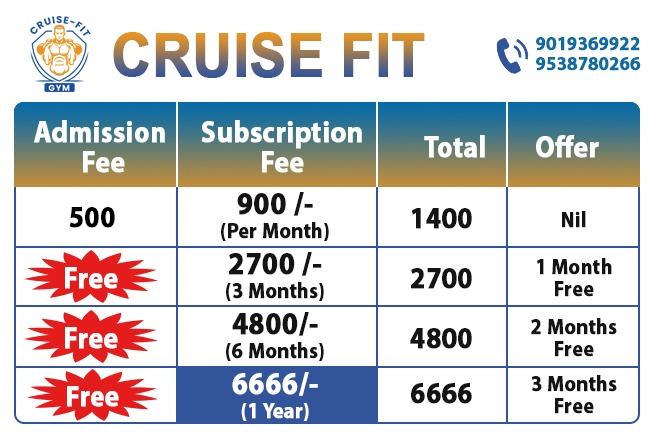 CRUISE-FIT
GYM
CRUISE FIT
9019369922
9538780266
Admission Fee
Subscription Fee
Total
Offer
500
900 /-
(Per Month)
1400
Nil
Free
2700 /-
(3 Months)
2700
1 Month
Free
Free
4800/-
(6 Months)
4800
2 Months
Free
Free
6666/-
(1 Year)
6666
3 Months
Free